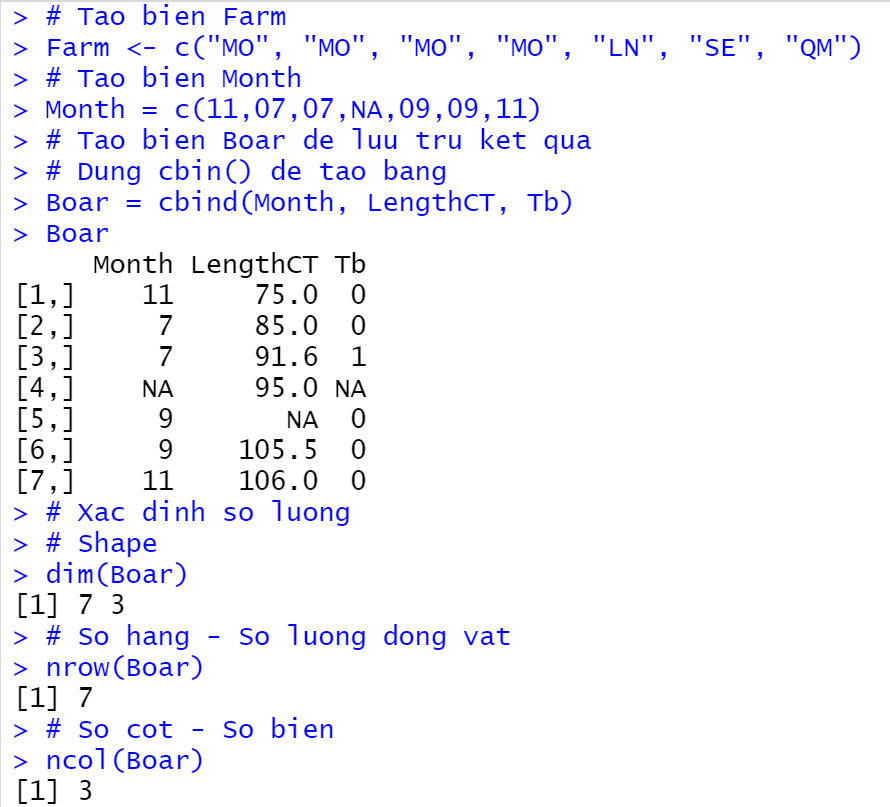 > # Tao bien Farm
> Farm <- c("MO", "MO", "MO", "MO", "LN", "SE", "QM")
> # Tao bien Month
> Month = c(11,07,07,NA,09,09,11)
> # Tao bien Boar de luu tru ket qua
> # Dung cbin() de tao bang
> Boar = cbind(Month, LengthCT, Tb)
> Boar
     Month LengthCT Tb
[1,]    11     75.0  0
[2,]     7     85.0  0
[3,]     7     91.6  1
[4,]    NA     95.0 NA
[5,]     9       NA  0
[6,]     9    105.5  0
[7,]    11    106.0  0
> # Xac dinh so luong
> # Shape
> dim(Boar)
[1] 7 3
> # So hang - So luong dong vat
> nrow(Boar)
[1] 7
> # So cot - So bien
> ncol(Boar)
[1] 3